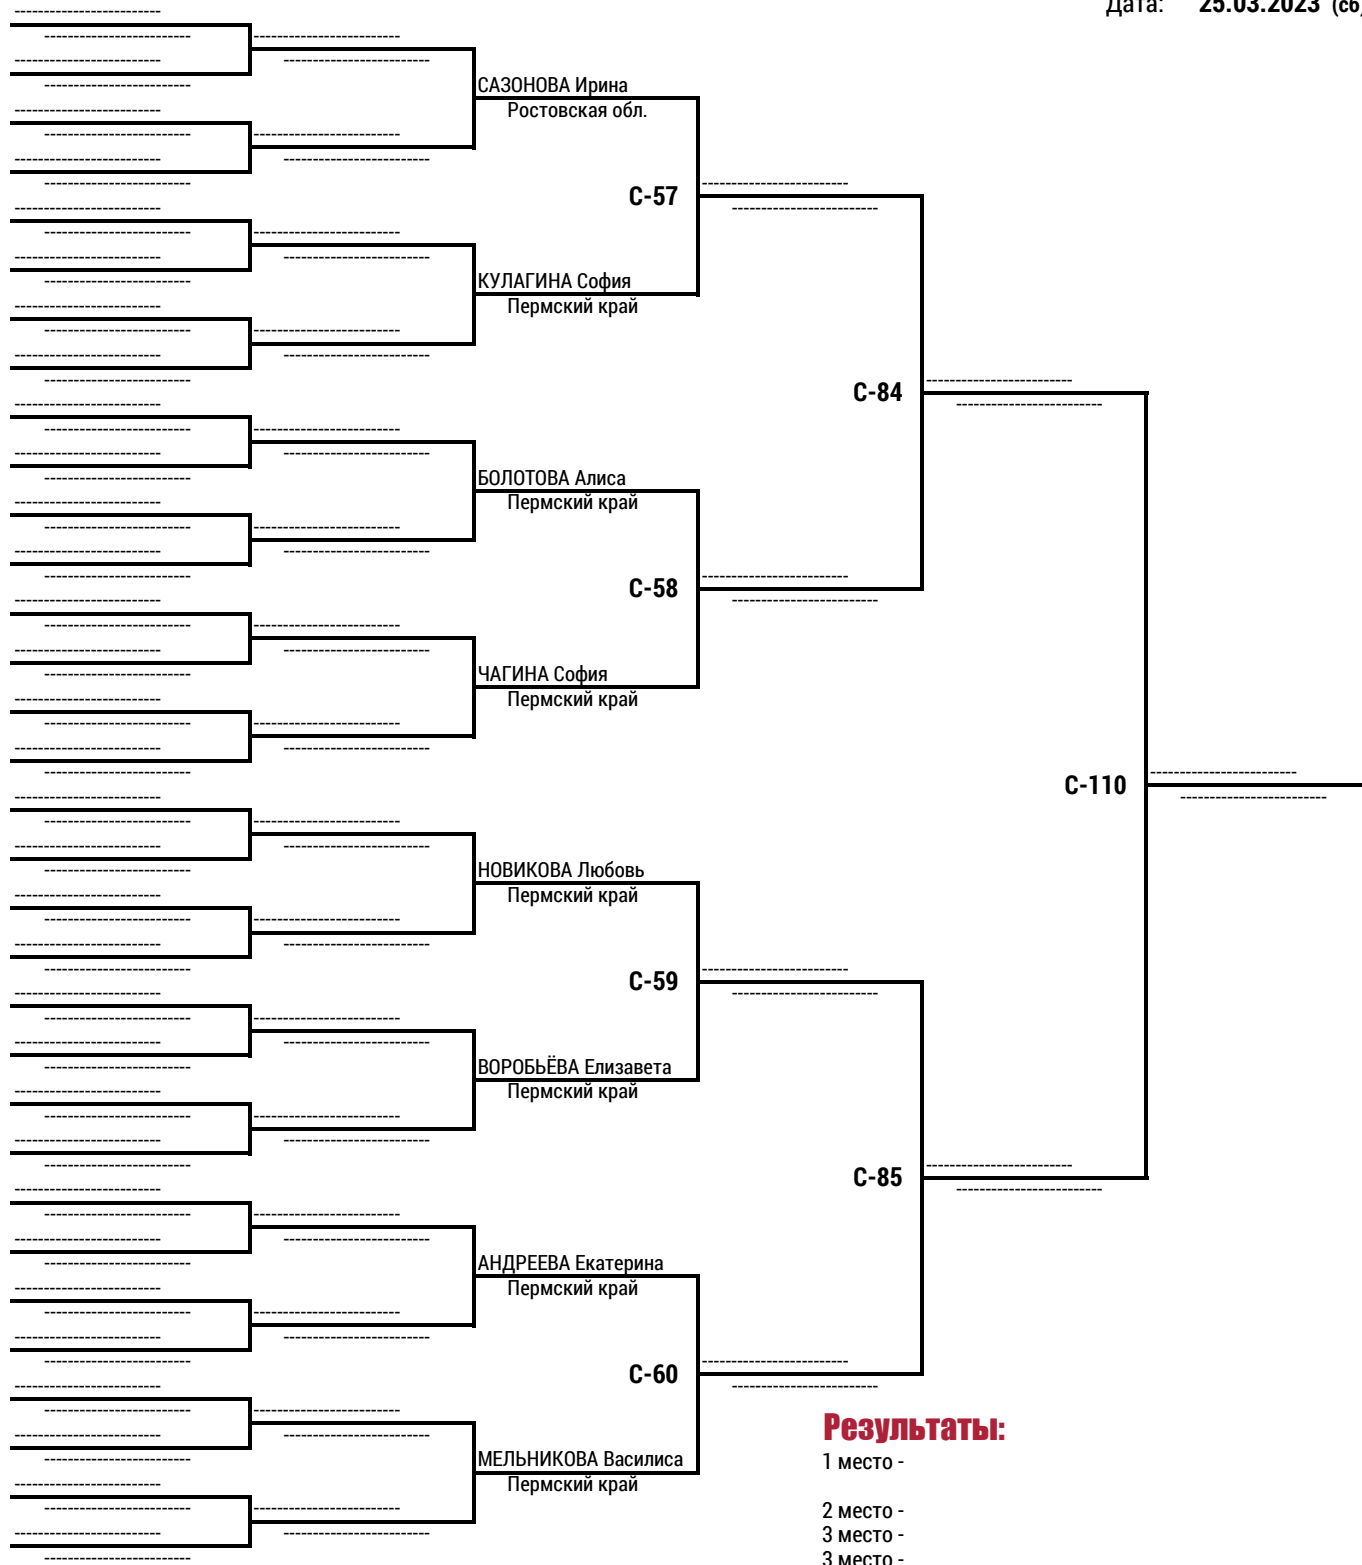 Дата: 25.03.2023 (сб)
САЗОНОВА Ирина
Ростовская обл.
С-57
КУЛАГИНА София
Пермский край
С-84
БОЛОТОВА Алиса
Пермский край
С-58
ЧАГИНА София
Пермский край
С-110
НОВИКОВА Любовь
Пермский край
С-59
ВОРОБЬЁВА Елизавета
Пермский край
С-85
АНДРЕЕВА Екатерина
Пермский край
С-60
МЕЛЬНИКОВА Василиса
Пермский край
Результаты:
1 место -
2 место -
3 место -
3 место -